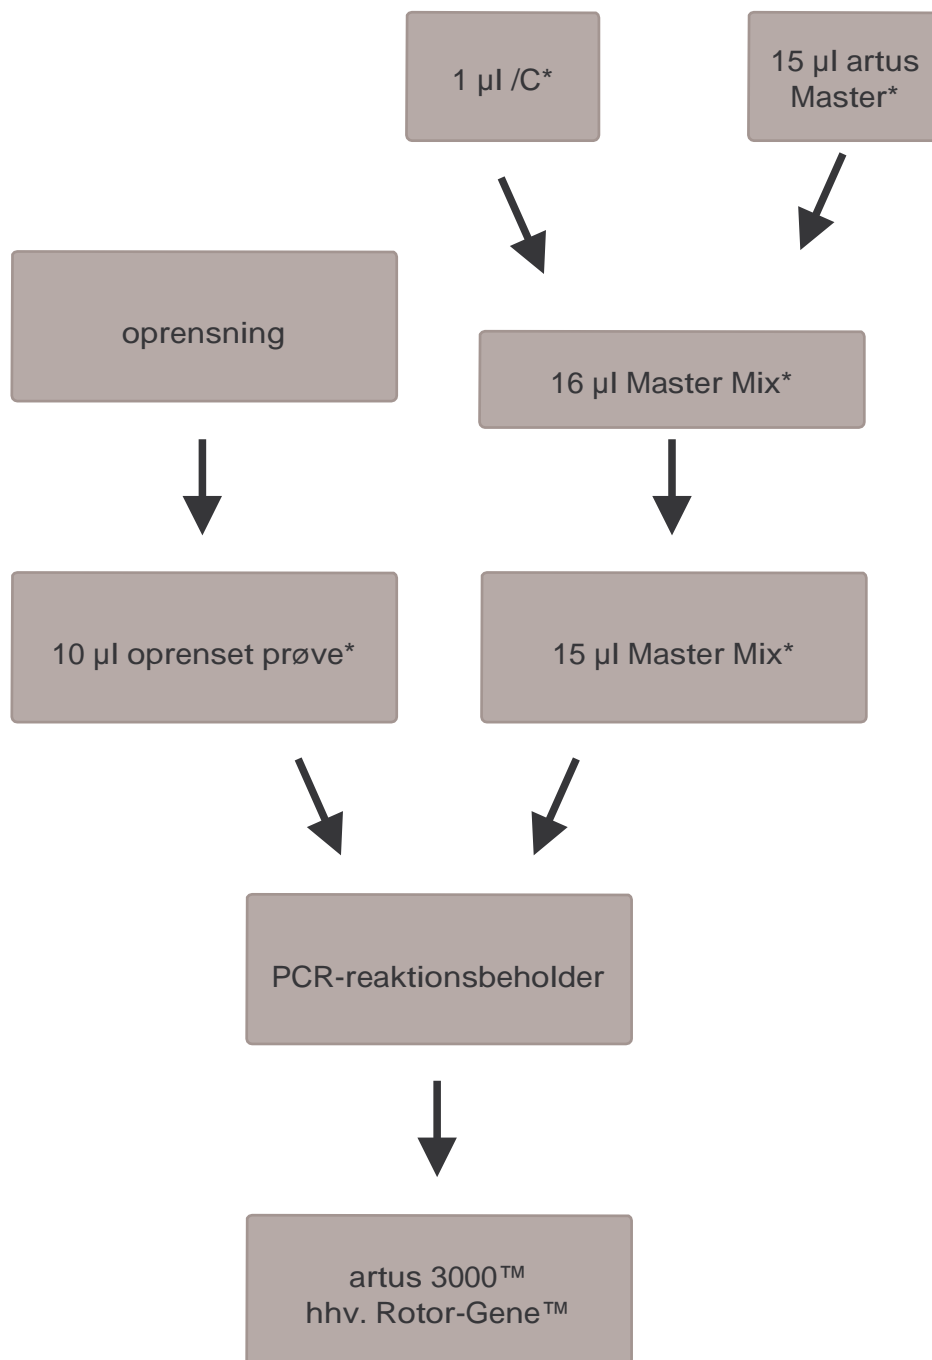 1 µl /C*
15 µl artus
Master*
oprensning
16 µl Master Mix*
10 µl oprenset prøve*
15 µl Master Mix*
PCR-reaktionsbeholder
artus 3000™
hhv. Rotor-Gene™